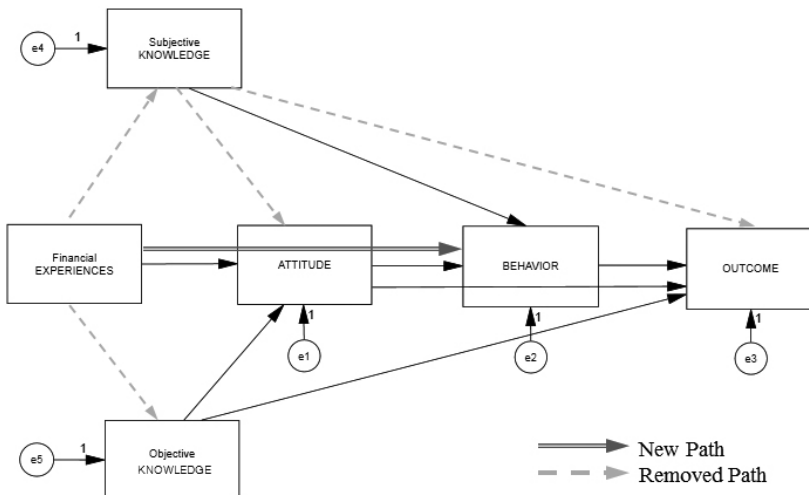 e4
1
Subjective
KNOWLEDGE
Financial
EXPERIENCES
ATTITUDE
BEHAVIOR
OUTCOME
1
1
1
e1
e2
e3
e5
1
Objective
KNOWLEDGE
New Path
Removed Path